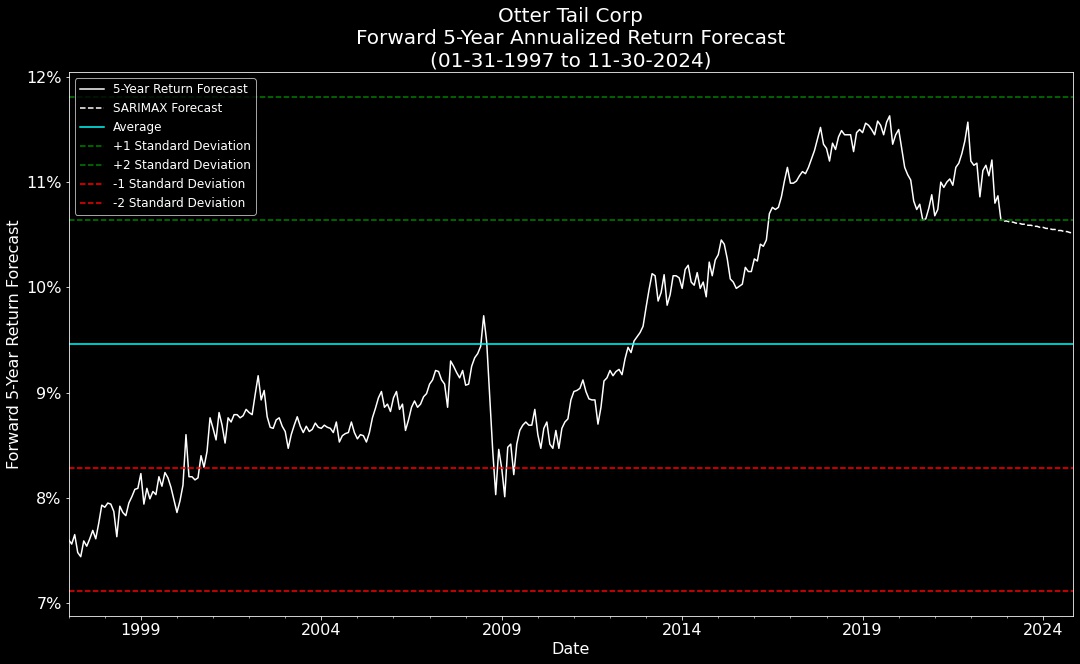 Otter Tail Corp
Forward 5-Year Annualized Return Forecast
(01-31-1997 to 11-30-2024)
12%
11%
10%
9%
8%
7%
Forward 5-Year Return Forecast
5-Year Return Forecast
SARIMAX Forecast
Average
+1 Standard Deviation
+2 Standard Deviation
-1 Standard Deviation
-2 Standard Deviation
1999
2004
2009
2014
2019
2024
Date